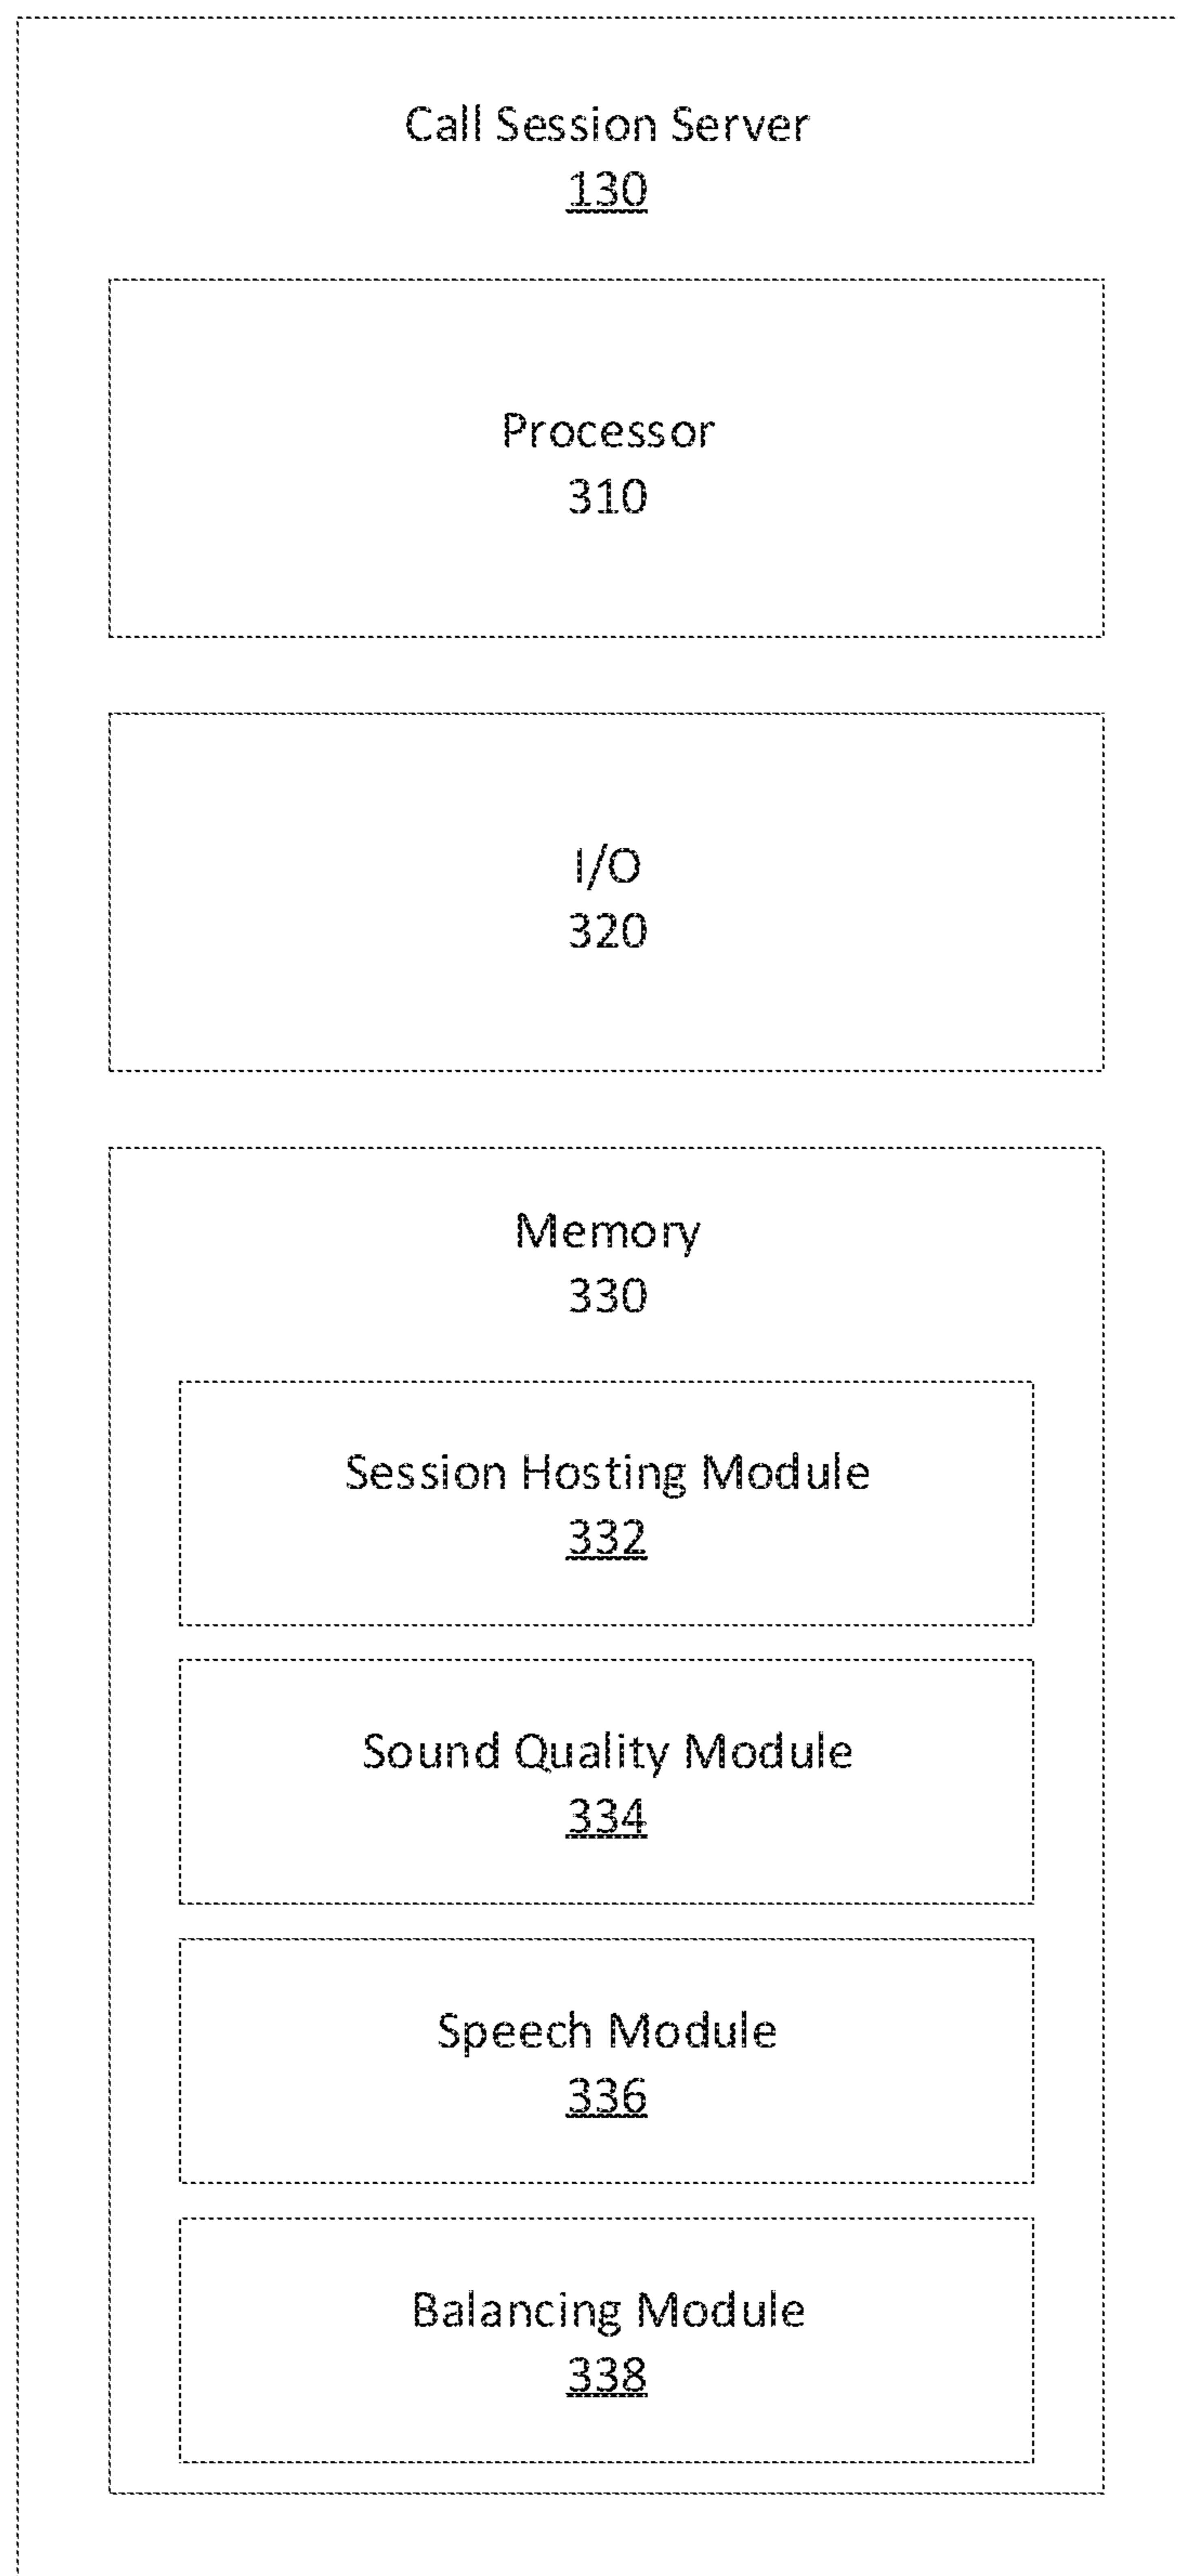 Call Session Server
130
Processor
310
I/O
320
Memory
330
Session Hosting Module
332
Sound Quality Module
334
Speech Module
336
Balancing Module
338